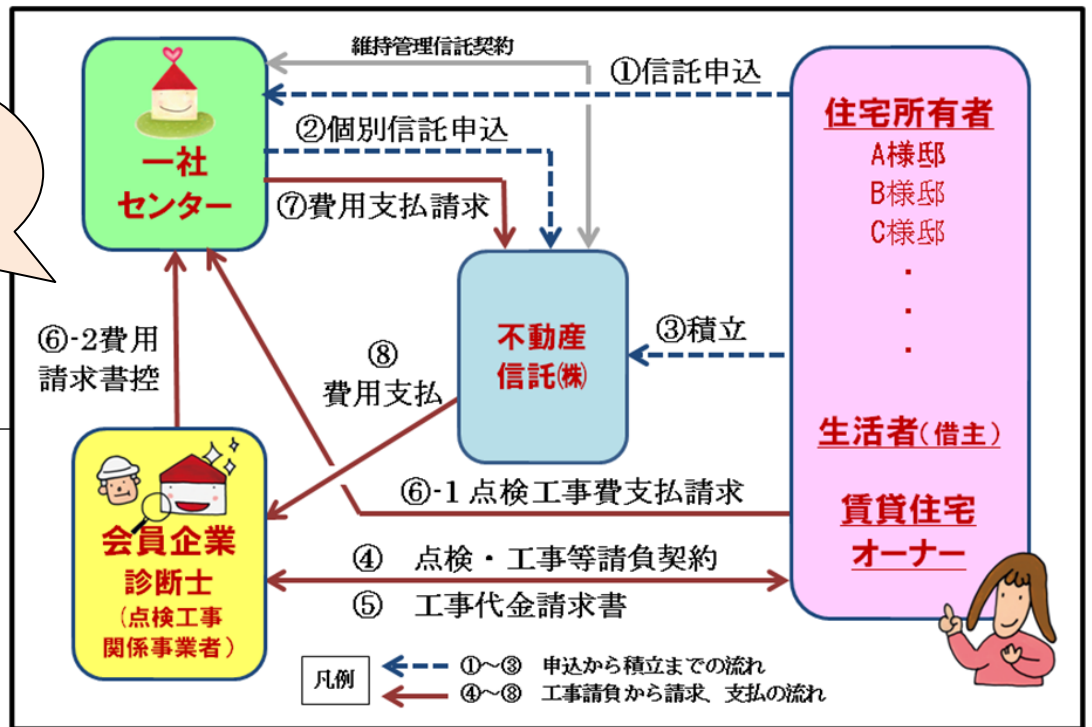 維持管理信託契約
①信託申込
一社
センター
②個別信託申込
⑦費用支払請求
住宅所有者
A様邸
B様邸
C様邸
・
・
・
不動産
信託㈱
③積立
⑥-2費用
請求書控
⑧
費用支払
生活者(借主)
⑥-1点検工事費支払請求
賃貸住宅
オーナー
会員企業
診断士
(点検工事
関係事業者)
④ 点検・工事等請負契約
⑤ 工事代金請求書
凡例
①～③ 申込から積立までの流れ
④～⑧ 工事請負から請求、支払の流れ